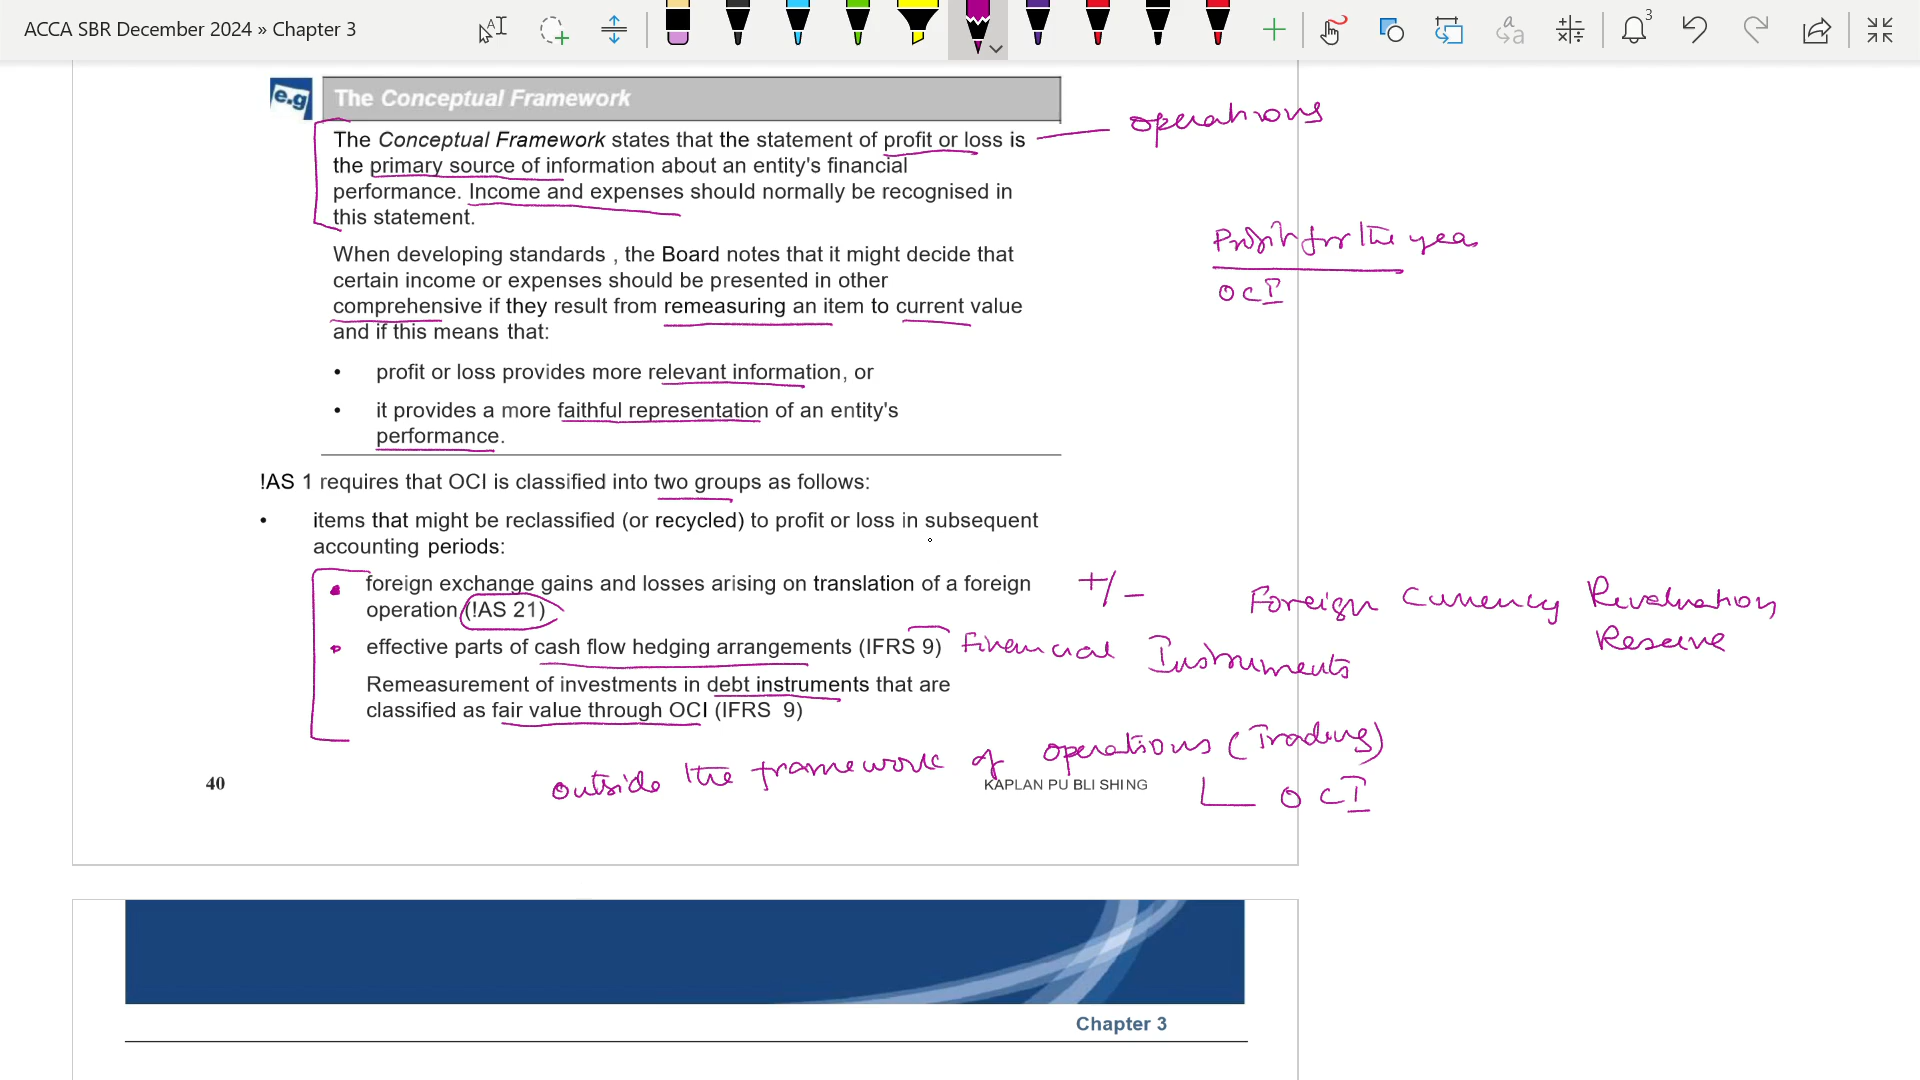 ACCA SBR December 2024 » Chapter 3
3
e.g The Conceptual Framework
The Conceptual Framework states that the statement of profit or loss is
the primary source of information about an entity's financial
performance. Income and expenses should normally be recognised in
this statement.
operations
Profit for the year
OCI
When developing standards , the Board notes that it might decide that
certain income or expenses should be presented in other
comprehensive if they result from remeasuring an item to current value
and if this means that:
• profit or loss provides more relevant information, or
• it provides a more faithful representation of an entity's
performance.
!AS 1 requires that OCI is classified into two groups as follows:
• items that might be reclassified (or recycled) to profit or loss in subsequent
accounting periods:
foreign exchange gains and losses arising on translation of a foreign
operation (!AS 21)
+/- Foreign Currency Revaluation
Reserve
effective parts of cash flow hedging arrangements (IFRS 9) Financial Instruments
Remeasurement of investments in debt instruments that are
classified as fair value through OCI (IFRS 9)
outside the framework of operations (Trading)
OCI
40
KAPLAN PU BLI SHING
Chapter 3